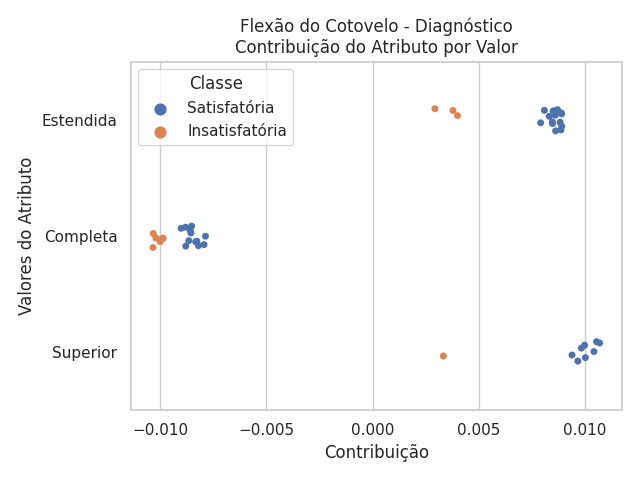 Flexão do Cotovelo - Diagnóstico
Contribuição do Atributo por Valor
Classe
Satisfatória
Insatisfatória
Valores do Atributo
Estendida
Completa
Superior
−0.010
−0.005
0.000
0.005
0.010
Contribuição